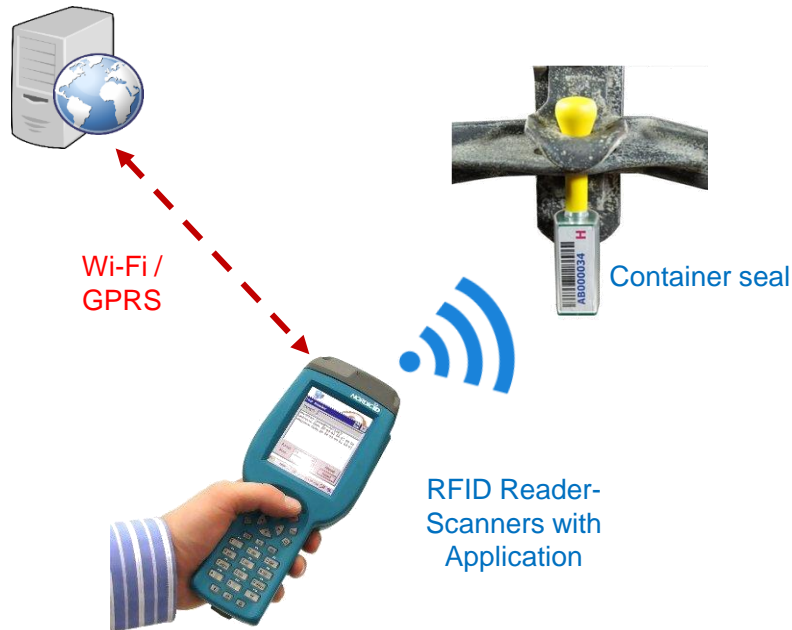 Wi-Fi /
GPRS
H
AB000034
Container seal
NORDICID
RFID Reader-
Scanners with
Application